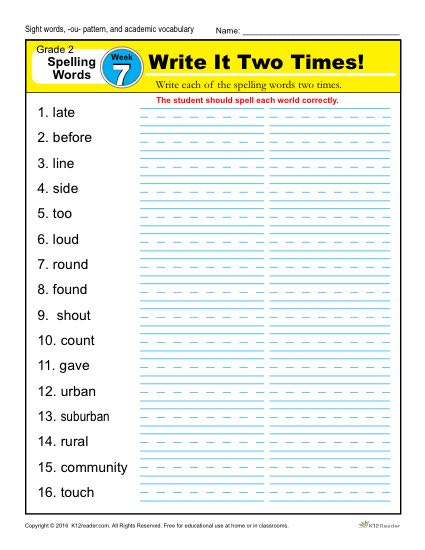 Sight words, -ou- pattern, and academic vocabulary
Name:
Grade 2
Spelling
Words
Week
7
Write It Two Times!
Write each of the spelling words two times.
The student should spell each world correctly.
1. late
2. before
3. line
4. side
5. too
6. loud
7. round
8. found
9. shout
10. count
11. gave
12. urban
13. suburban
14. rural
15. community
16. touch
Copyright © 2016 K12reader.com. All Rights Reserved. Free for educational use at home or in classrooms.
K12Reader